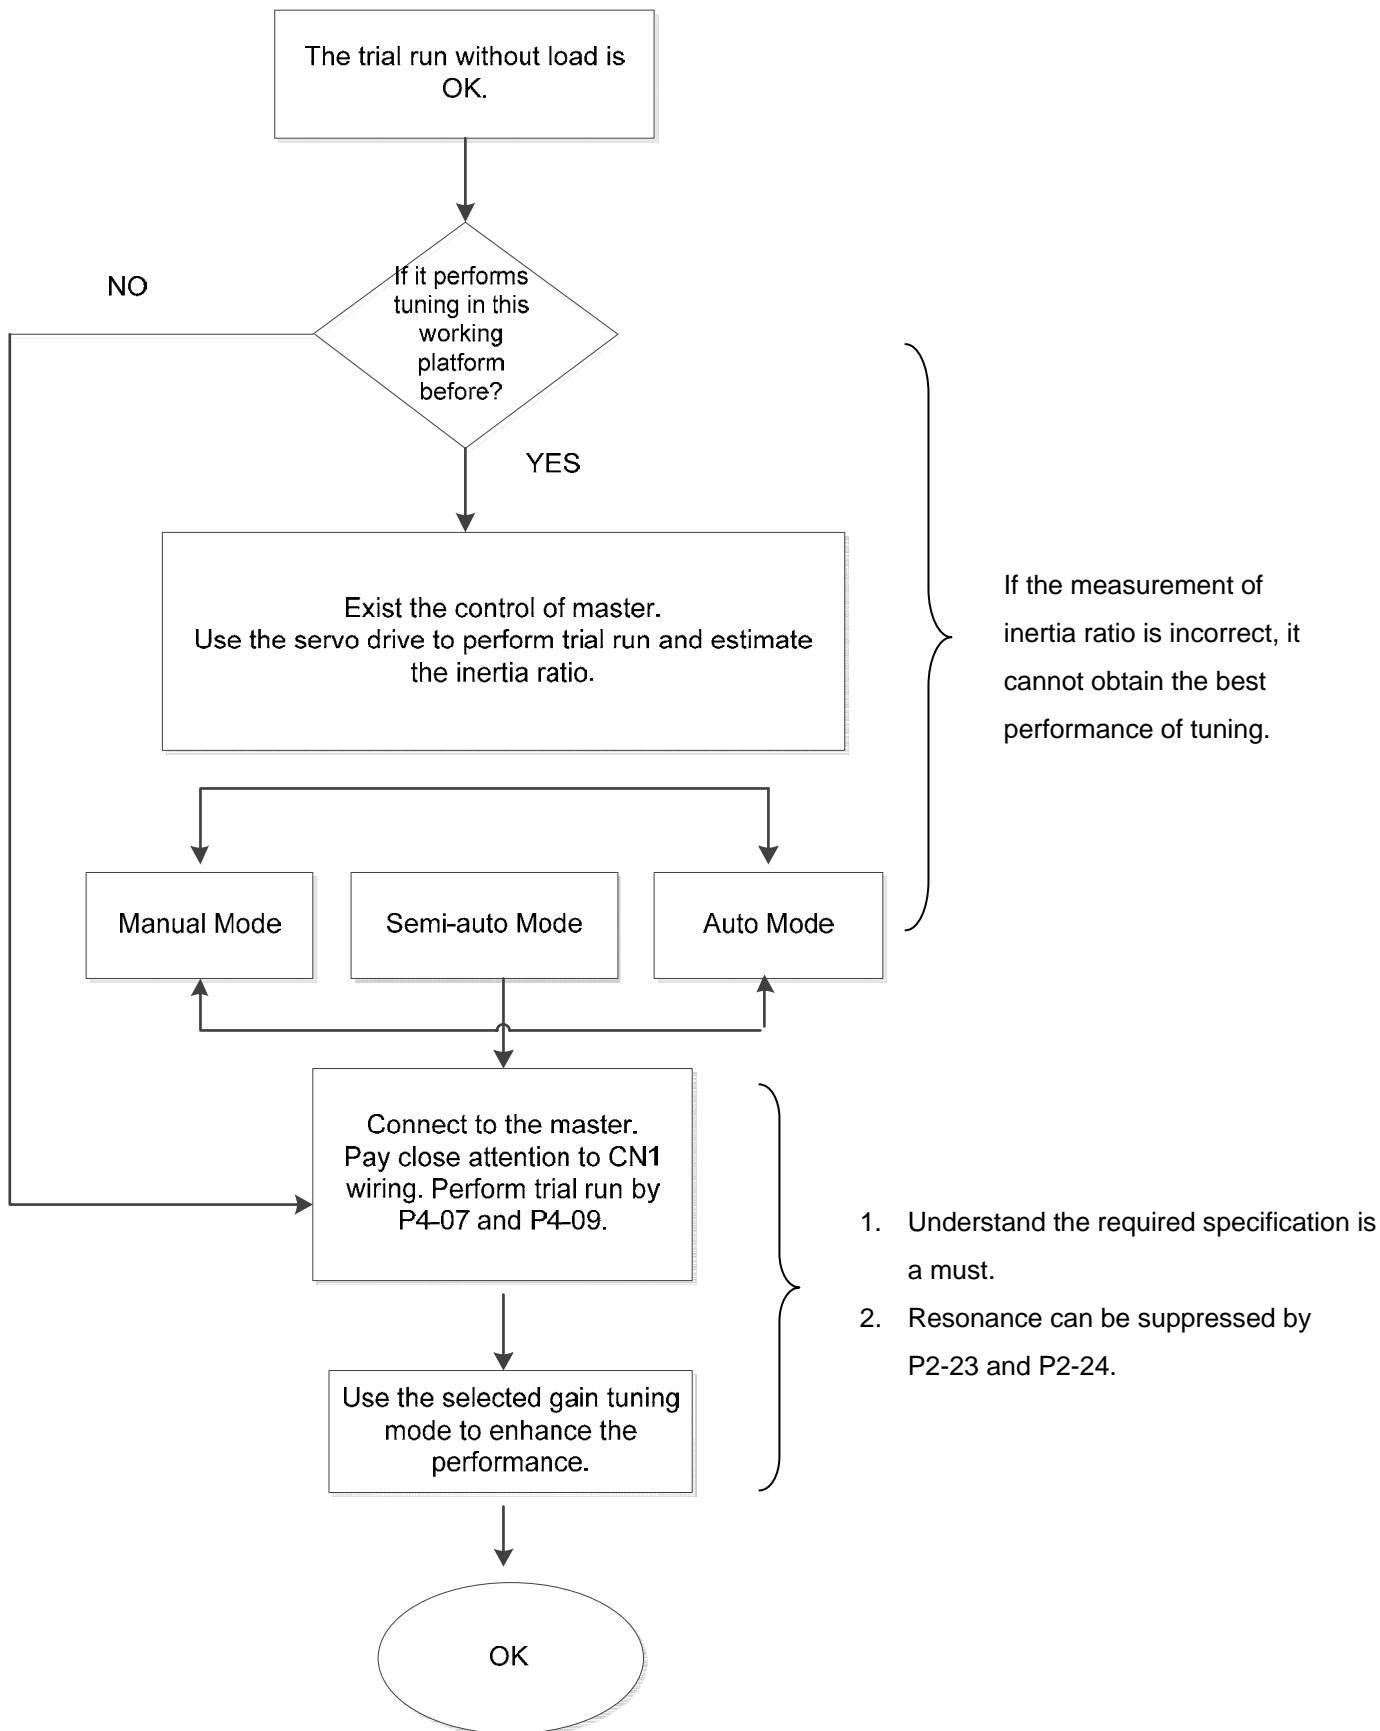 The trial run without load is
OK.
NO
If it performs
tuning in this
working
platform
before?
YES
Exist the control of master.
Use the servo drive to perform trial run and estimate
the inertia ratio.
If the measurement of
inertia ratio is incorrect, it
cannot obtain the best
performance of tuning.
Manual Mode
Semi-auto Mode
Auto Mode
Connect to the master.
Pay close attention to CN1
wiring. Perform trial run by
P4-07 and P4-09.
1. Understand the required specification is
a must.
2. Resonance can be suppressed by
P2-23 and P2-24.
Use the selected gain tuning
mode to enhance the
performance.
OK